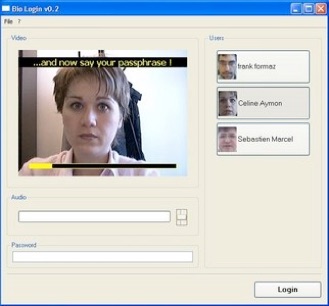 Bio Login v0.2
File ?
Video
...and now say your passphrase !
Users
frank formaz
Celine Aymon
Sebastien Marcel
Audio
Password
Login